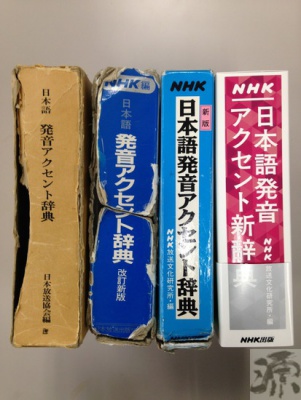 日本語
発音アクセント辞典
日本放送協会編
NHK編
日本語
発音アクセント辞典
改訂新版
NHK
新版
日本語発音アクセント辞典
NHK放送文化研究所・編
NHK
日本語発音
アクセント新辞典
NHK放送文化研究所・編
NHK出版
源